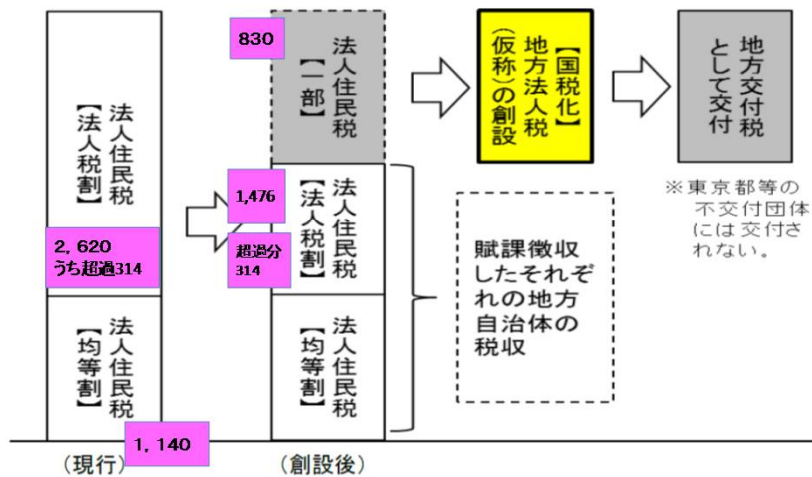 法人住民税
【法人税割】
2,620
うち超過314
法人住民税
【均等割】
1,140
(現行)
830
法人住民税
【一部】
1,476
超過分
314
法人住民税
【法人税割】
法人住民税
【均等割】
(創設後)
【国税化】
地方法人税
(仮称)の創設
地方交付税
として交付
※東京都等の
不交付団体
には交付さ
れない。
賦課徴収
したそれぞ
れの地方
自治体の
税収